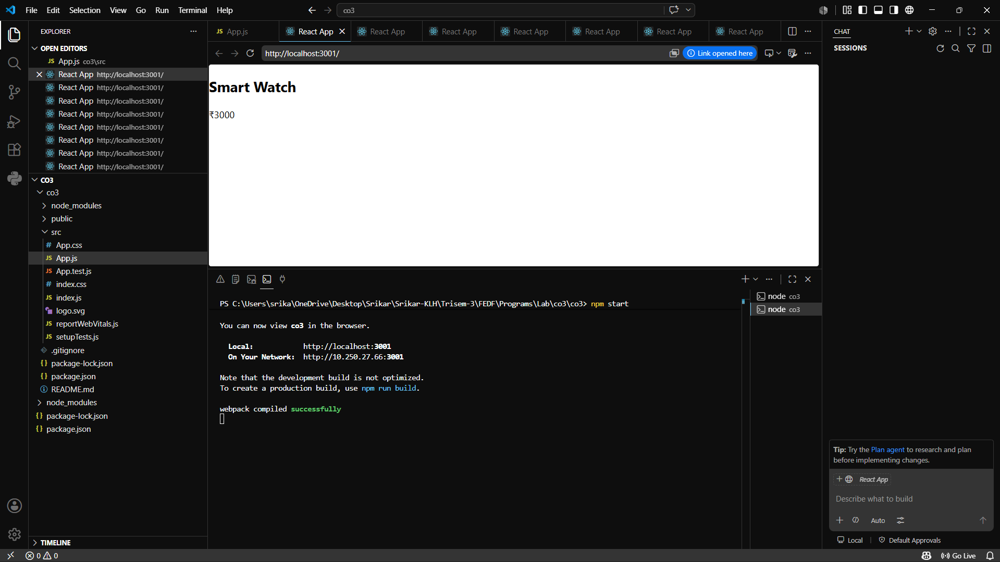 File Edit Selection View Go Run Terminal Help
co3
EXPLORER
OPEN EDITORS
JS App.js co3\src
React App http://localhost:3001/
React App http://localhost:3001/
React App http://localhost:3001/
React App http://localhost:3001/
React App http://localhost:3001/
React App http://localhost:3001/
React App http://localhost:3001/
React App http://localhost:3001/
CO3
co3
node_modules
public
src
# App.css
JS App.js
JS App.test.js
# index.css
JS index.js
logo.svg
JS reportWebVitals.js
JS setupTests.js
.gitignore
{} package-lock.json
{} package.json
README.md
node_modules
{} package-lock.json
{} package.json
TIMELINE
JS App.js React App React App React App React App React App React App React App
http://localhost:3001/ Link opened here
Smart Watch
₹3000
PS C:\Users\srika\OneDrive\Desktop\Srikar\Srikar-KLH\Trisem-3\FEDF\Programs\Lab\co3\co3> npm start
You can now view co3 in the browser.
Local: http://localhost:3001
On Your Network: http://10.250.27.66:3001
Note that the development build is not optimized.
To create a production build, use npm run build.
webpack compiled successfully
node co3
node co3
CHAT
SESSIONS
Tip: Try the Plan agent to research and plan
before implementing changes.
React App
Describe what to build
Auto
Local Default Approvals
0 0 Go Live